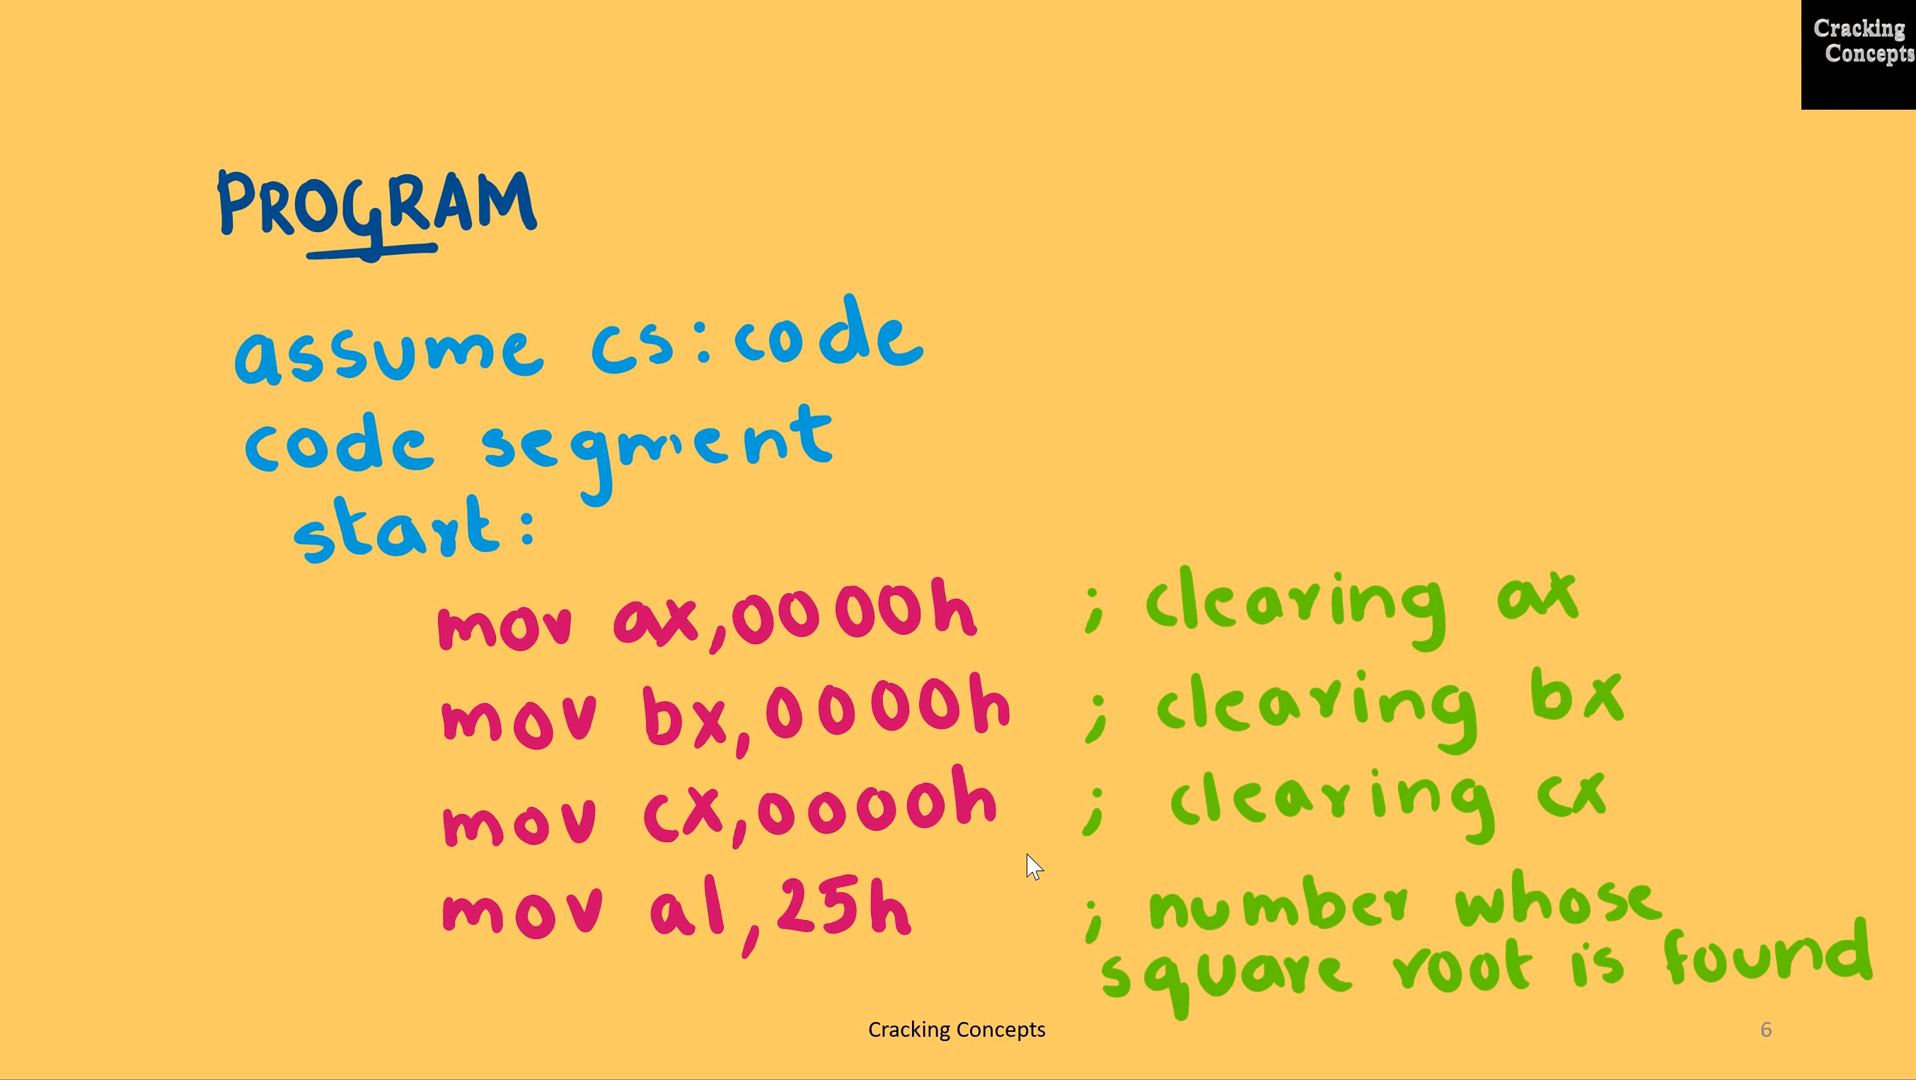 Cracking
Concepts
PROGRAM
assume cs:code
code segment
start:
mov ax,0000h ; clearing ax
mov bx,0000h ; clearing bx
mov cx,0000h ; clearing cx
mov al,25h ; number whose
square root is found
Cracking Concepts
6